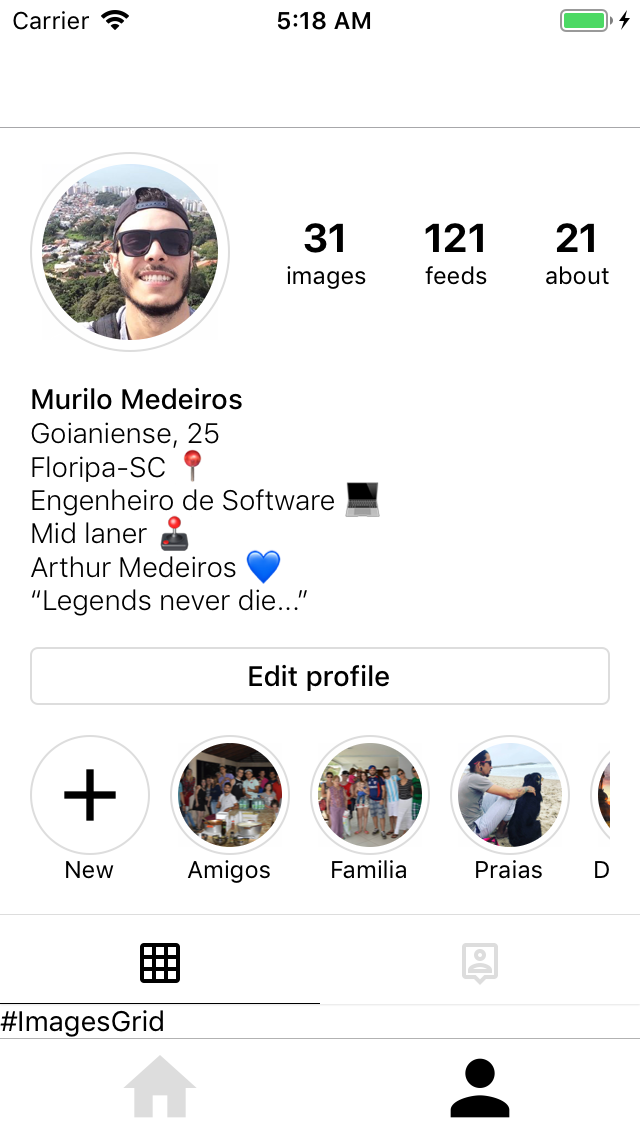 Carrier 5:18 AM
31 121 21
images feeds about
Murilo Medeiros
Goianiense, 25
Floripa-SC 📍
Engenheiro de Software 💻
Mid laner 🕹
Arthur Medeiros 💙
“Legends never die...”
Edit profile
New Amigos Familia Praias D
#ImagesGrid